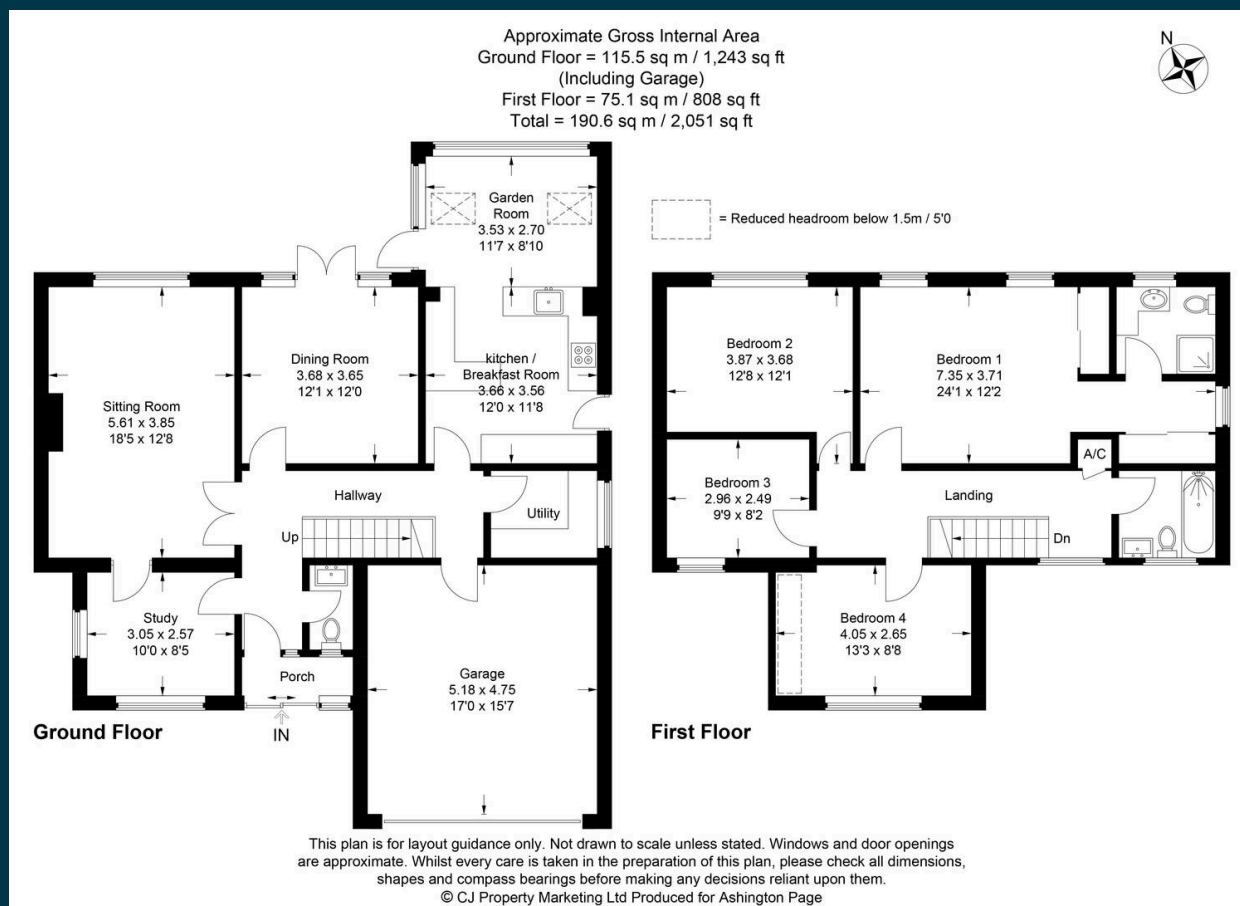 Approximate Gross Internal Area
Ground Floor = 115.5 sq m / 1,243 sq ft
(Including Garage)
First Floor = 75.1 sq m / 808 sq ft
Total = 190.6 sq m / 2,051 sq ft
N
Garden
Room
3.53 x 2.70
11'7 x 8'10
= Reduced headroom below 1.5m / 5'0
Sitting Room
5.61 x 3.85
18'5 x 12'8
Dining Room
3.68 x 3.65
12'1 x 12'0
kitchen /
Breakfast Room
3.66 x 3.56
12'0 x 11'8
Hallway
Up
Utility
Study
3.05 x 2.57
10'0 x 8'5
Porch
IN
Garage
5.18 x 4.75
17'0 x 15'7
Ground Floor
Bedroom 2
3.87 x 3.68
12'8 x 12'1
Bedroom 1
7.35 x 3.71
24'1 x 12'2
A/C
Bedroom 3
2.96 x 2.49
9'9 x 8'2
Landing
Dn
Bedroom 4
4.05 x 2.65
13'3 x 8'8
First Floor
This plan is for layout guidance only. Not drawn to scale unless stated. Windows and door openings
are approximate. Whilst every care is taken in the preparation of this plan, please check all dimensions,
shapes and compass bearings before making any decisions reliant upon them.
© CJ Property Marketing Ltd Produced for Ashington Page